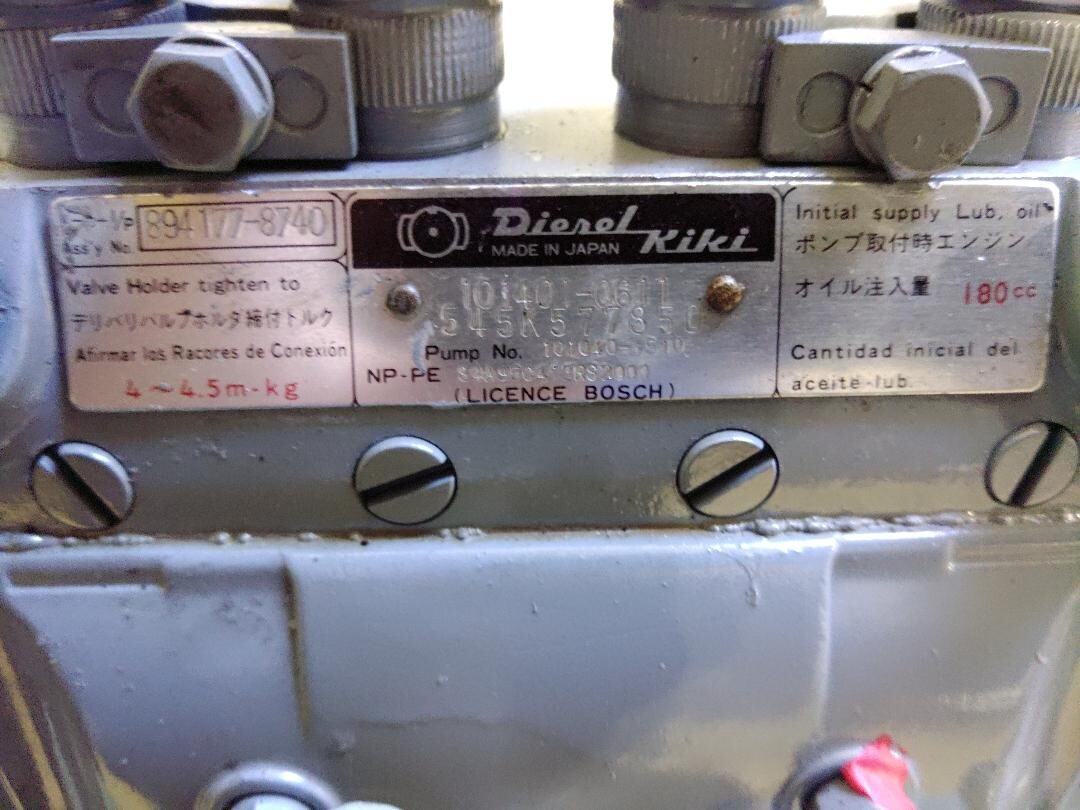 Ass'y No.
894177-8740
Valve Holder tighten to
デリバリバルブホルダ締付トルク
Afirmar los Racores de Conexión
4～4.5m-kg
Diesel Kiki
MADE IN JAPAN
101401-0611
545K577850
Pump No.
NP-PE
(LICENCE BOSCH)
Initial supply Lub. oil
ポンプ取付時エンジン
オイル注入量 180cc
Cantidad inicial del
aceite-lub.